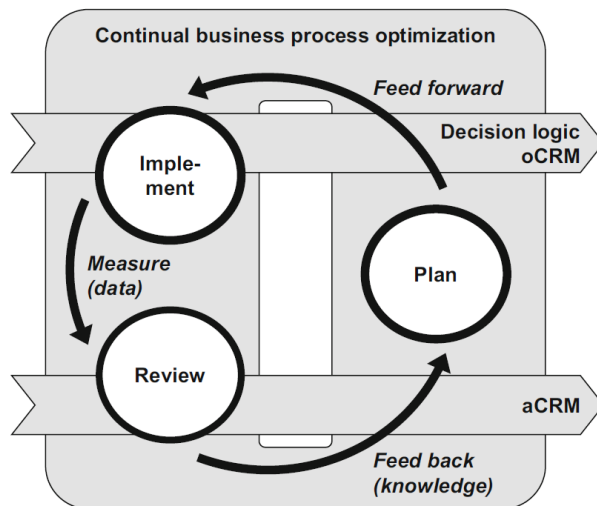 Continual business process optimization
Feed forward
Decision logic
oCRM
Imple-
ment
Measure
(data)
Plan
Review
aCRM
Feed back
(knowledge)